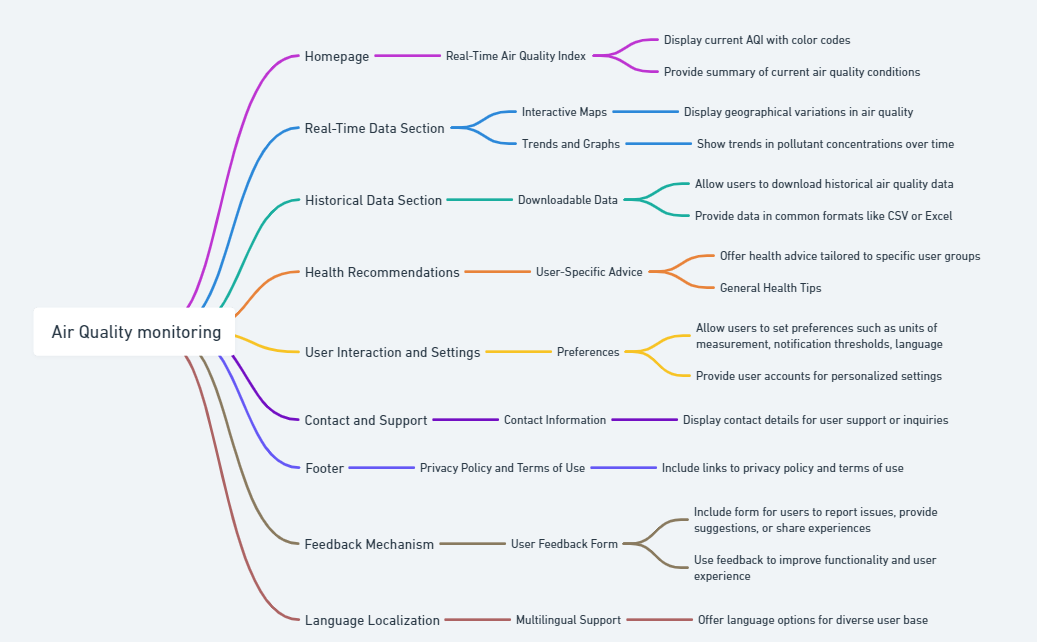 Air Quality monitoring
Homepage
Real-Time Air Quality Index
Display current AQI with color codes
Provide summary of current air quality conditions
Real-Time Data Section
Interactive Maps
Display geographical variations in air quality
Trends and Graphs
Show trends in pollutant concentrations over time
Historical Data Section
Downloadable Data
Allow users to download historical air quality data
Provide data in common formats like CSV or Excel
Health Recommendations
User-Specific Advice
Offer health advice tailored to specific user groups
General Health Tips
User Interaction and Settings
Preferences
Allow users to set preferences such as units of
measurement, notification thresholds, language
Provide user accounts for personalized settings
Contact and Support
Contact Information
Display contact details for user support or inquiries
Footer
Privacy Policy and Terms of Use
Include links to privacy policy and terms of use
Feedback Mechanism
User Feedback Form
Include form for users to report issues, provide
suggestions, or share experiences
Use feedback to improve functionality and user
experience
Language Localization
Multilingual Support
Offer language options for diverse user base